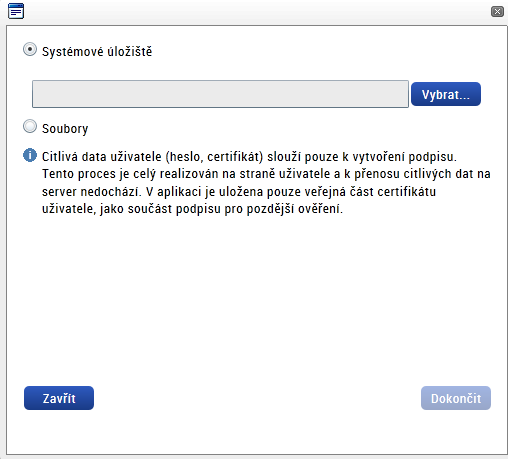 Systémové úložiště
Vybrat...
Soubory
Citlivá data uživatele (heslo, certifikát) slouží pouze k vytvoření podpisu.
Tento proces je celý realizován na straně uživatele a k přenosu citlivých dat na
server nedochází. V aplikaci je uložena pouze veřejná část certifikátu
uživatele, jako součást podpisu pro pozdější ověření.
Zavřít
Dokončit